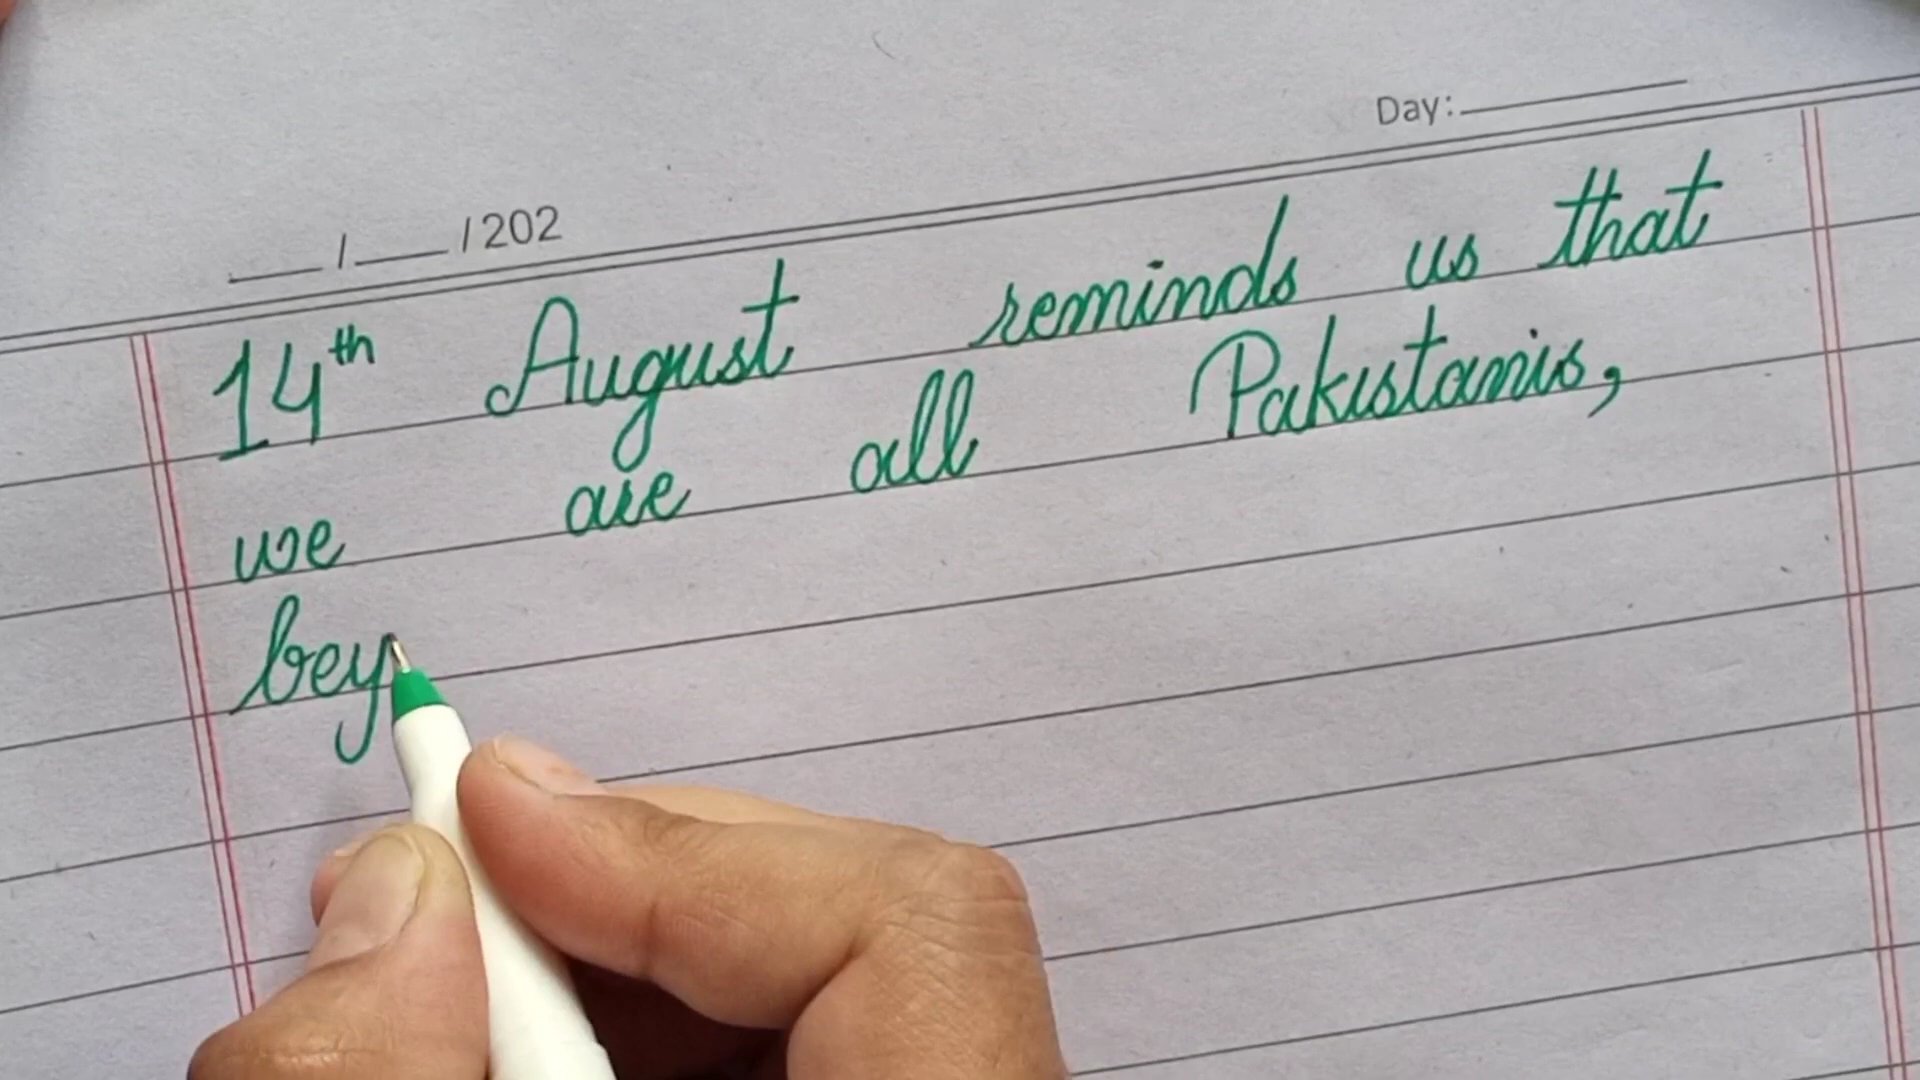 Day:
/ / 202
14th August reminds us that
we are all Pakistanis,
bey